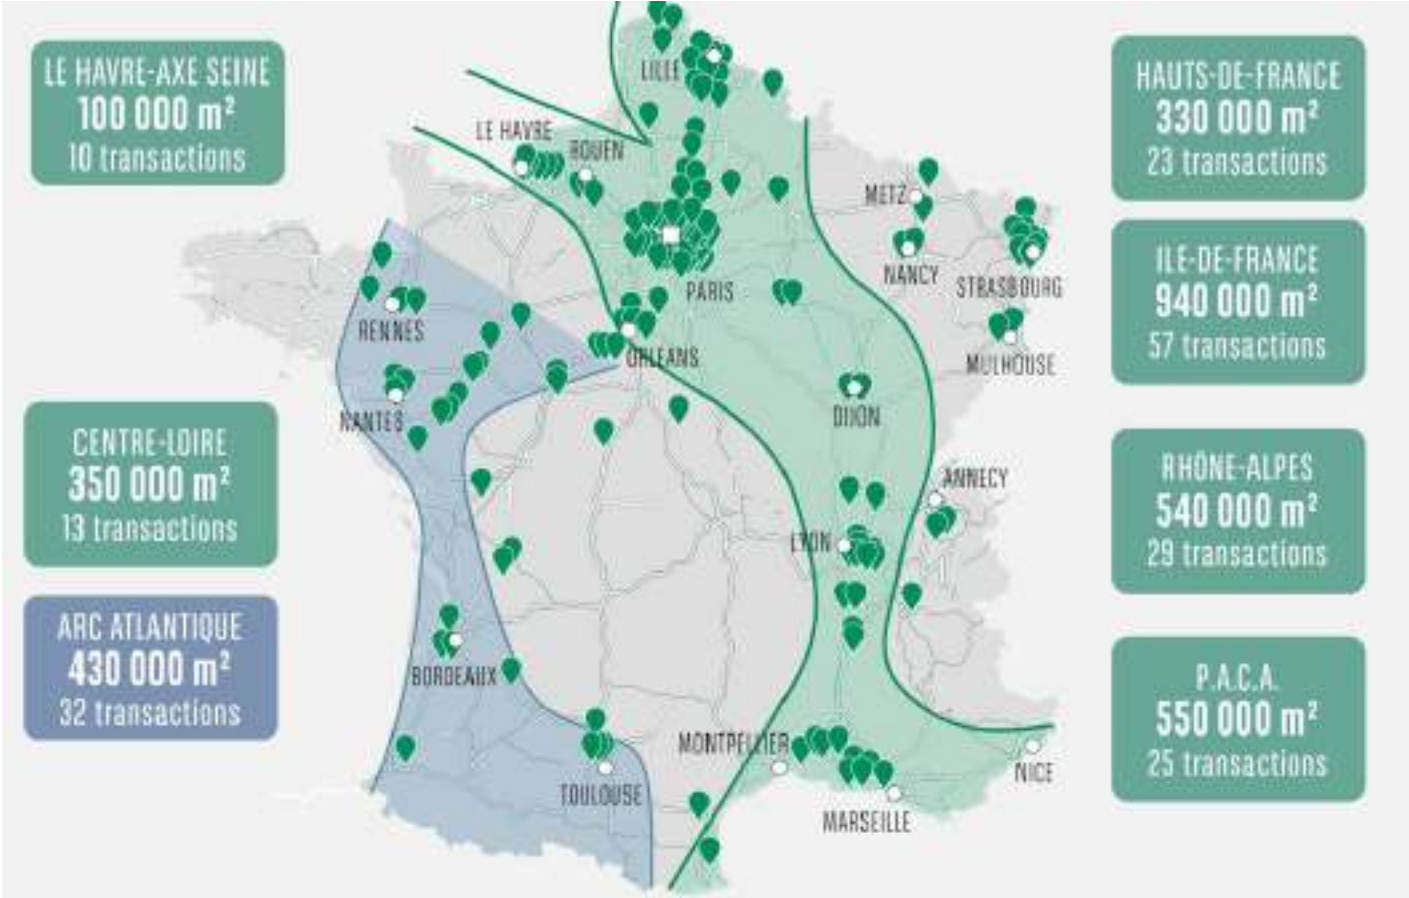 LE HAVRE-AXE SEINE
100 000 m²
10 transactions
CENTRE-LOIRE
350 000 m²
13 transactions
ARC ATLANTIQUE
430 000 m²
32 transactions
LILLE
LE HAVRE
ROUEN
PARIS
METZ
NANCY
STRASBOURG
MULHOUSE
RENNES
ORLEANS
NANTES
DIJON
ANNECY
LYON
BORDEAUX
MONTPELLIER
TOULOUSE
NICE
MARSEILLE
HAUTS-DE-FRANCE
330 000 m²
23 transactions
ILE-DE-FRANCE
940 000 m²
57 transactions
RHÔNE-ALPES
540 000 m²
29 transactions
P.A.C.A.
550 000 m²
25 transactions